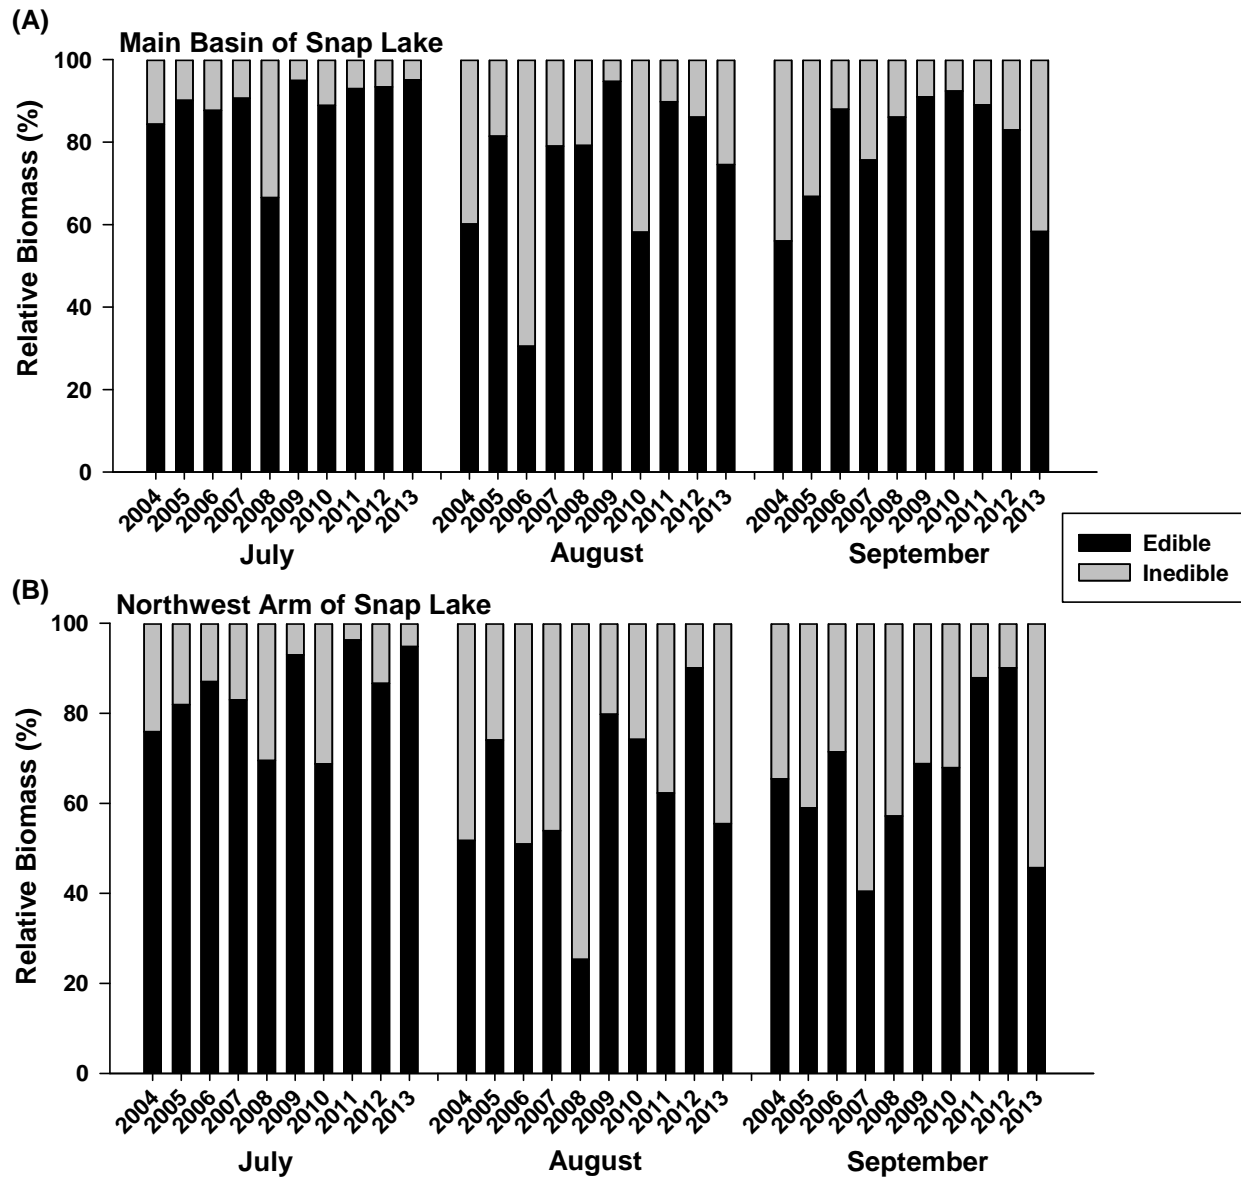 (A)
Main Basin of Snap Lake
Relative Biomass (%)
100
80
60
40
20
0
2004 2005 2006 2007 2008 2009 2010 2011 2012 2013
2004 2005 2006 2007 2008 2009 2010 2011 2012 2013
2004 2005 2006 2007 2008 2009 2010 2011 2012 2013
July August September
Edible
Inedible
(B)
Northwest Arm of Snap Lake
Relative Biomass (%)
100
80
60
40
20
0
2004 2005 2006 2007 2008 2009 2010 2011 2012 2013
2004 2005 2006 2007 2008 2009 2010 2011 2012 2013
2004 2005 2006 2007 2008 2009 2010 2011 2012 2013
July August September